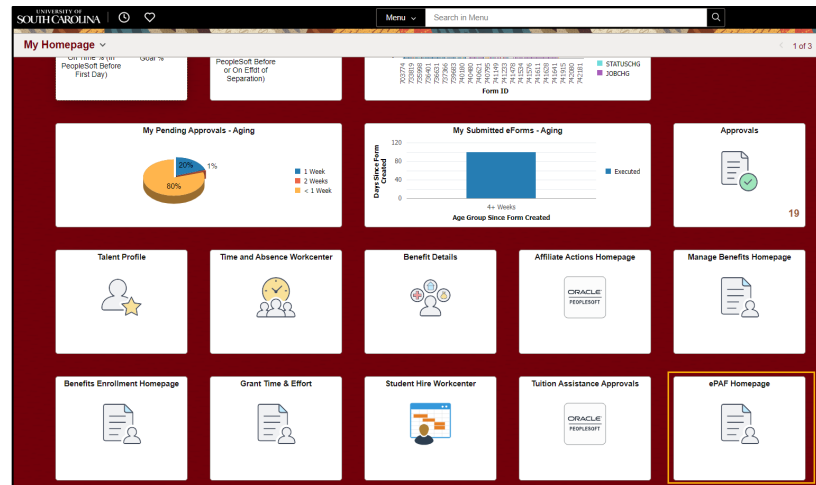 UNIVERSITY OF
SOUTH CAROLINA
Menu
Search in Menu
My Homepage
1 of 3
On Time % (In
PeopleSoft Before
First Day)
Goal %
PeopleSoft Before
or On Effdt of
Separation)
Form ID
STATUSCHG
JOBCHG
My Pending Approvals - Aging
20%
1%
80%
1 Week
2 Weeks
< 1 Week
My Submitted eForms - Aging
Days Since Form
Created
120
80
40
0
4+ Weeks
Age Group Since Form Created
Executed
Approvals
19
Talent Profile
Time and Absence Workcenter
Benefit Details
Affiliate Actions Homepage
ORACLE
PEOPLESOFT
Manage Benefits Homepage
Benefits Enrollment Homepage
Grant Time & Effort
Student Hire Workcenter
Tuition Assistance Approvals
ORACLE
PEOPLESOFT
ePAF Homepage